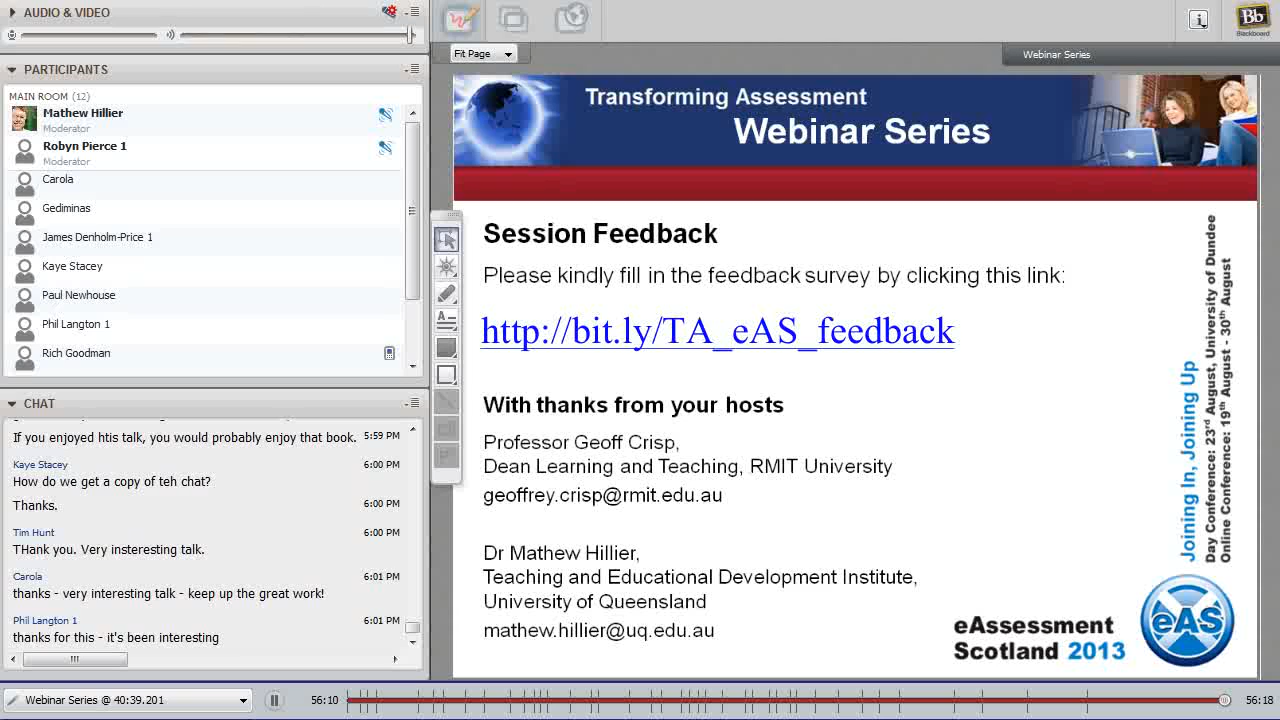 AUDIO & VIDEO
PARTICIPANTS
MAIN ROOM (12)
Mathew Hillier
Moderator
Robyn Pierce 1
Moderator
Carola
Gediminas
James Denholm-Price 1
Kaye Stacey
Paul Newhouse
Phil Langton 1
Rich Goodman
CHAT
If you enjoyed htis talk, you would probably enjoy that book. 5:59 PM
Kaye Stacey 6:00 PM
How do we get a copy of teh chat?
Thanks. 6:00 PM
Tim Hunt 6:00 PM
THank you. Very insteresting talk.
Carola 6:01 PM
thanks - very interesting talk - keep up the great work!
Phil Langton 1 6:01 PM
thanks for this - it's been interesting
Fit Page
Webinar Series
Bb
Blackboard
Transforming Assessment
Webinar Series
Session Feedback
Please kindly fill in the feedback survey by clicking this link:
http://bit.ly/TA_eAS_feedback
With thanks from your hosts
Professor Geoff Crisp,
Dean Learning and Teaching, RMIT University
geoffrey.crisp@rmit.edu.au
Dr Mathew Hillier,
Teaching and Educational Development Institute,
University of Queensland
mathew.hillier@uq.edu.au
Joining In, Joining Up
Day Conference: 23rd August, University of Dundee
Online Conference: 19th August - 30th August
eAssessment
Scotland 2013
eAS
Webinar Series @ 40:39.201
56:10
56:18